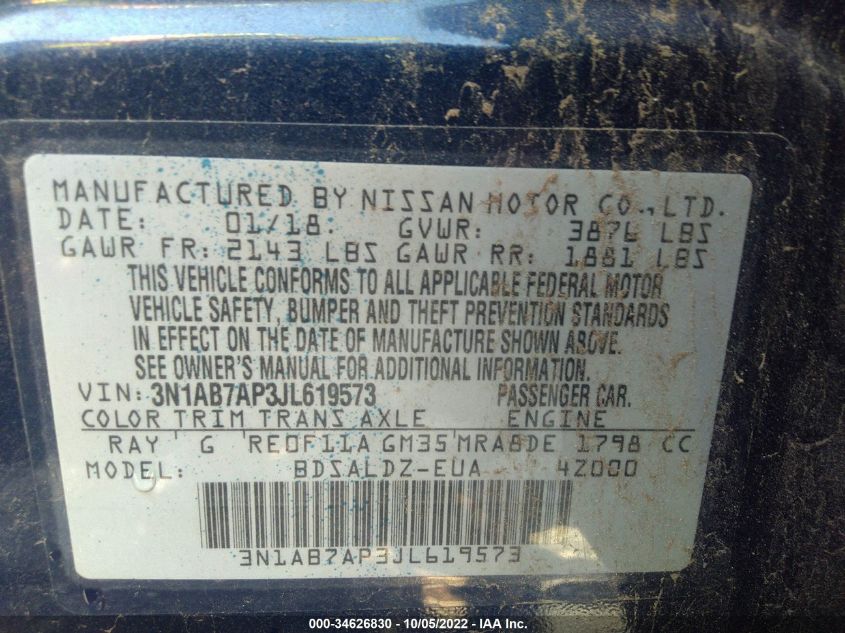 MANUFACTURED BY NISSAN MOTOR CO., LTD.
DATE: 01/18. GVWR: 3876 LBS
GAWR FR: 2143 LBS GAWR RR: 1881 LBS
THIS VEHICLE CONFORMS TO ALL APPLICABLE FEDERAL MOTOR
VEHICLE SAFETY, BUMPER AND THEFT PREVENTION STANDARDS
IN EFFECT ON THE DATE OF MANUFACTURE SHOWN ABOVE.
SEE OWNER'S MANUAL FOR ADDITIONAL INFORMATION.
VIN: 3N1AB7AP3JL619573 PASSENGER CAR.
COLOR TRIM TRANS AXLE ENGINE
RAY G RE0F11A GM35 MRA8DE 1798 CC
MODEL: BDSALDZ-EUA 4Z000
3N1AB7AP3JL619573
000-34626830 - 10/05/2022 - IAA Inc.